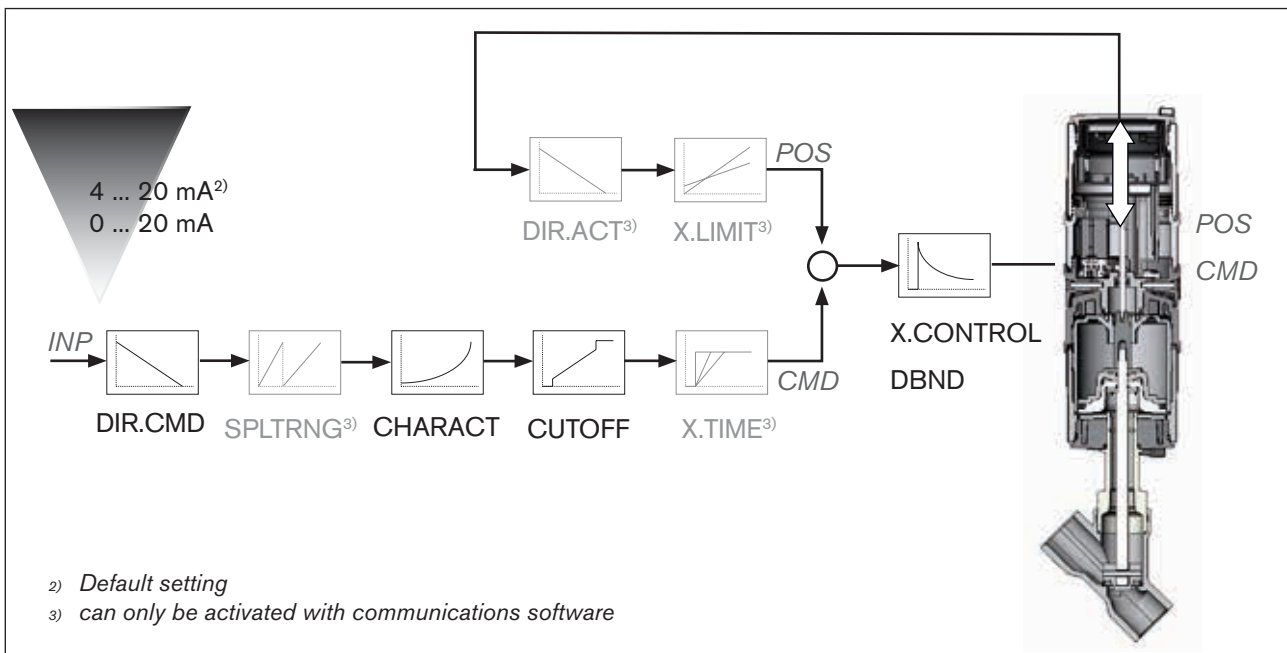 POS
4 ... 20 mA2)
0 ... 20 mA
DIR.ACT3)
X.LIMIT3)
POS
CMD
INP
CMD
X.CONTROL
DBND
DIR.CMD
SPLTRNG3)
CHARACT
CUTOFF
X.TIME3)
2) Default setting
3) can only be activated with communications software